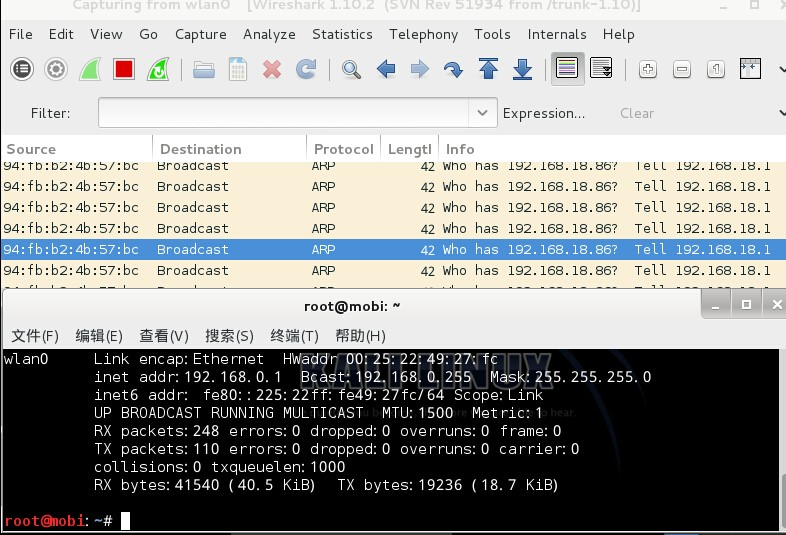 Capturing from wlan0 [Wireshark 1.10.2 (SVN Rev 51934 from /trunk-1.10)]
File Edit View Go Capture Analyze Statistics Telephony Tools Internals Help
Filter: Expression... Clear
Source Destination Protocol Lengtl Info
94:fb:b2:4b:57:bc Broadcast ARP 42 Who has 192.168.18.86? Tell 192.168.18.1
94:fb:b2:4b:57:bc Broadcast ARP 42 Who has 192.168.18.86? Tell 192.168.18.1
94:fb:b2:4b:57:bc Broadcast ARP 42 Who has 192.168.18.86? Tell 192.168.18.1
94:fb:b2:4b:57:bc Broadcast ARP 42 Who has 192.168.18.86? Tell 192.168.18.1
94:fb:b2:4b:57:bc Broadcast ARP 42 Who has 192.168.18.86? Tell 192.168.18.1
94:fb:b2:4b:57:bc Broadcast ARP 42 Who has 192.168.18.86? Tell 192.168.18.1
root@mobi: ~
文件(F) 编辑(E) 查看(V) 搜索(S) 终端(T) 帮助(H)
wlan0 Link encap:Ethernet HWaddr 00:25:22:49:27:fc
inet addr:192.168.0.1 Bcast:192.168.0.255 Mask:255.255.255.0
KALI LINUX
inet6 addr: fe80::225:22ff:fe49:27fc/64 Scope:Link
UP BROADCAST RUNNING MULTICAST MTU:1500 Metric:1
RX packets:248 errors:0 dropped:0 overruns:0 frame:0
TX packets:110 errors:0 dropped:0 overruns:0 carrier:0
collisions:0 txqueuelen:1000
RX bytes:41540 (40.5 KiB) TX bytes:19236 (18.7 KiB)
root@mobi:~#